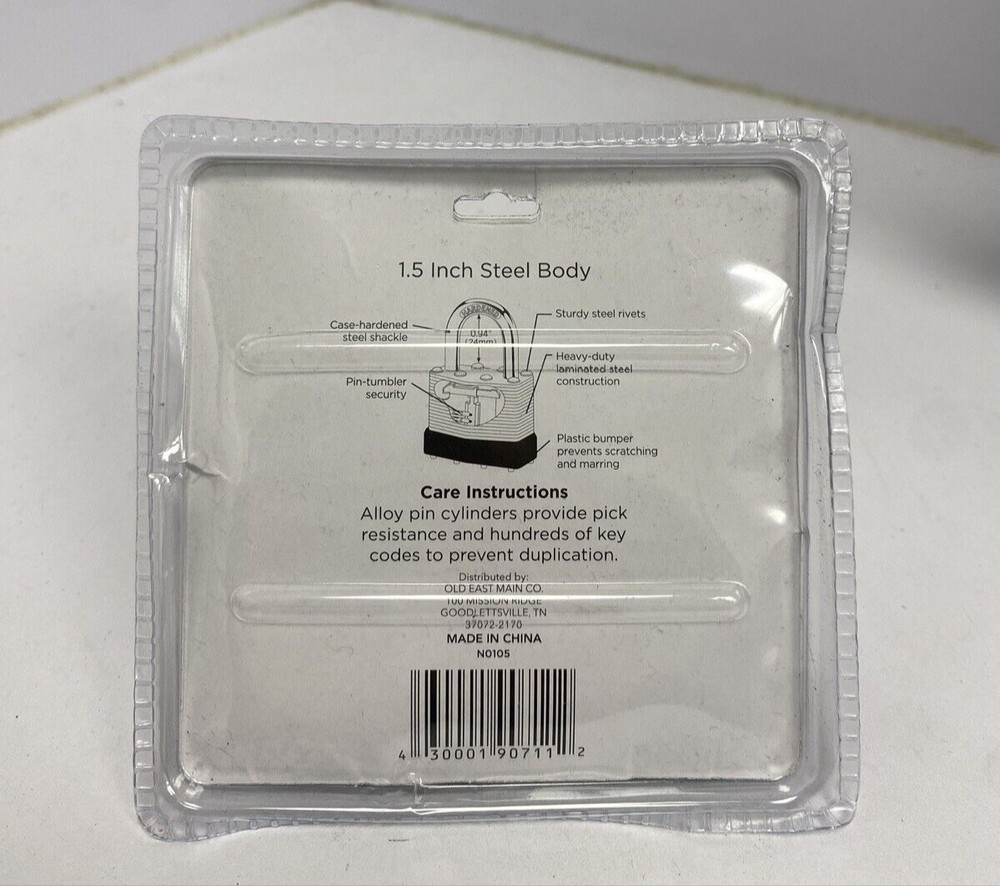 1.5 Inch Steel Body
HARDENED
0.94"
(24mm)
Case-hardened
steel shackle
Sturdy steel rivets
Heavy-duty
laminated steel
construction
Pin-tumbler
security
Plastic bumper
prevents scratching
and marring
Care Instructions
Alloy pin cylinders provide pick
resistance and hundreds of key
codes to prevent duplication.
Distributed by:
OLD EAST MAIN CO.
100 MISSION RIDGE
GOODLETTSVILLE, TN
37072-2170
MADE IN CHINA
N0105
4 30001 90711 2